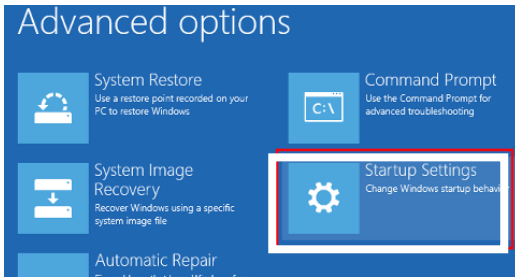 Advanced options
System Restore
Use a restore point recorded on your
PC to restore Windows
Command Prompt
Use the Command Prompt for
advanced troubleshooting
C:\
System Image
Recovery
Recover Windows using a specific
system image file
Startup Settings
Change Windows startup behavior
Automatic Repair